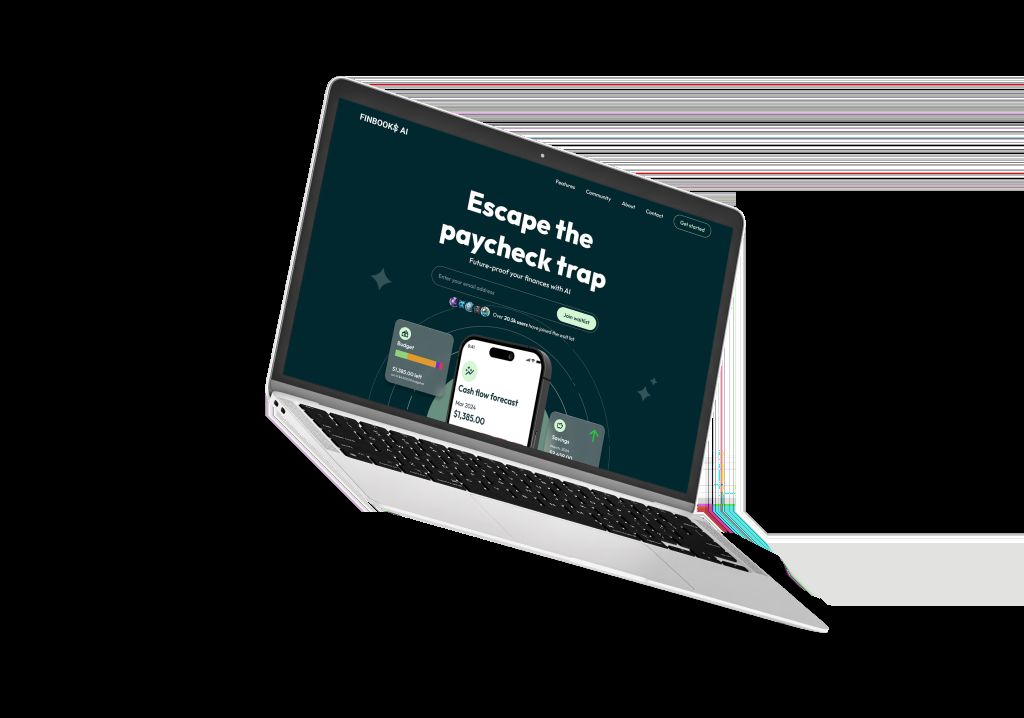 FINBOOK$ AI
Features
Community
About
Contact
Get started
Escape the
paycheck trap
Future-proof your finances with AI
Enter your email address
Join waitlist
Over 20.5k users have joined the wait list
Budget
$1,385.00 left
9:41
Cash flow forecast
Mar 2024
$1,385.00
Savings